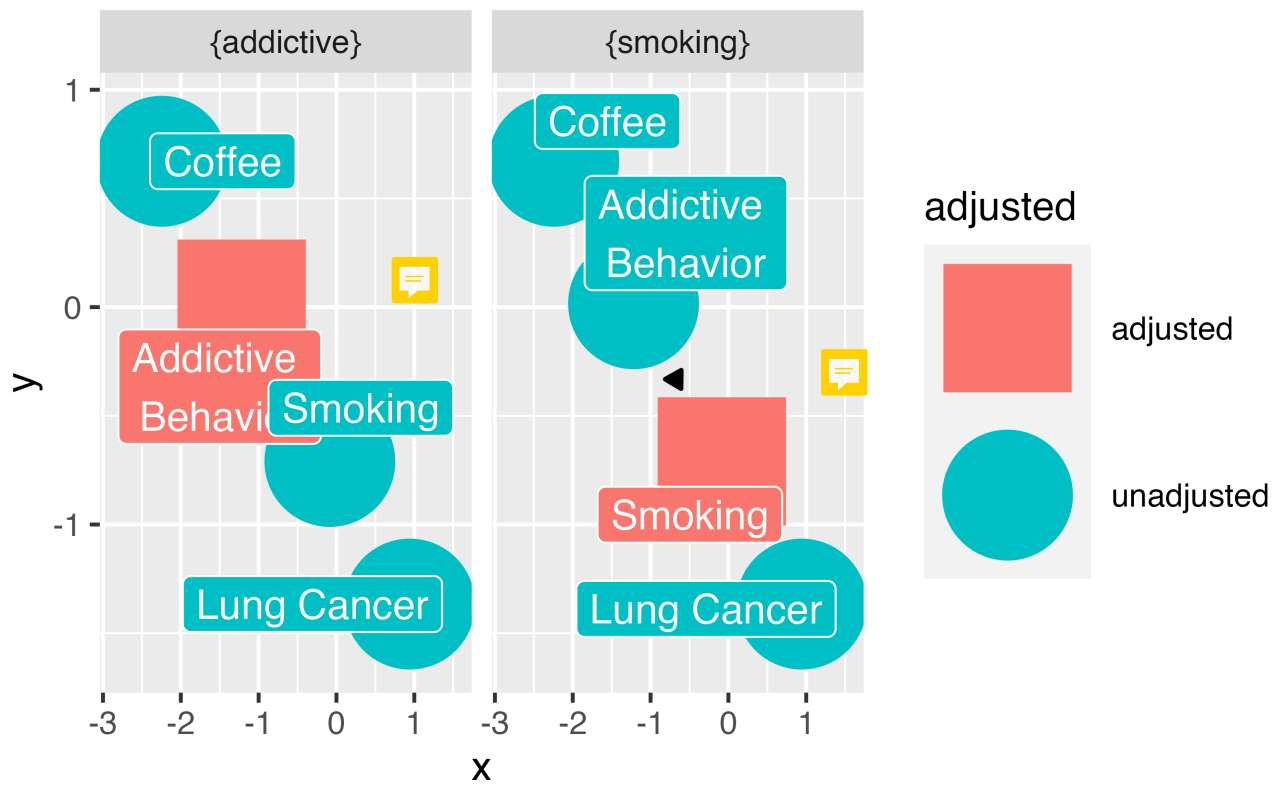 {addictive}
{smoking}
Coffee
Addictive
Behavi
Smoking
Lung Cancer
Coffee
Addictive
Behavior
Smoking
Lung Cancer
1
0
-1
y
-3 -2 -1 0 1
-3 -2 -1 0 1
x
adjusted
adjusted
unadjusted